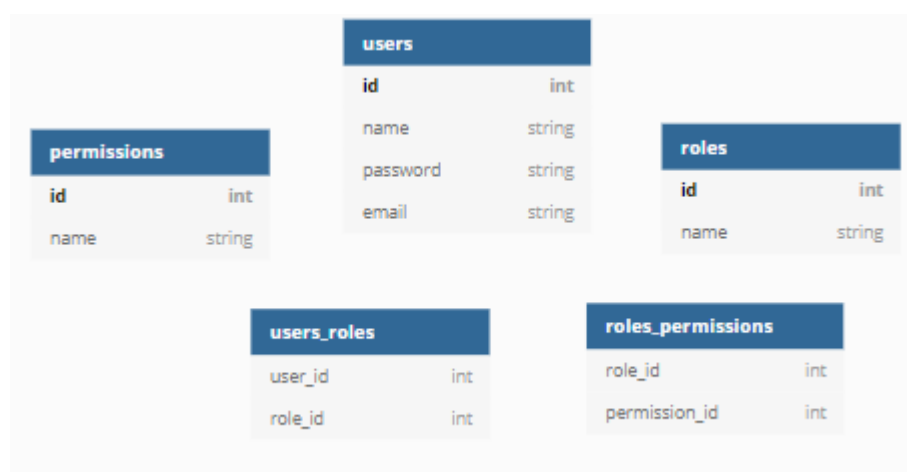 users
id int
name string
password string
email string
permissions
id int
name string
roles
id int
name string
users_roles
user_id int
role_id int
roles_permissions
role_id int
permission_id int